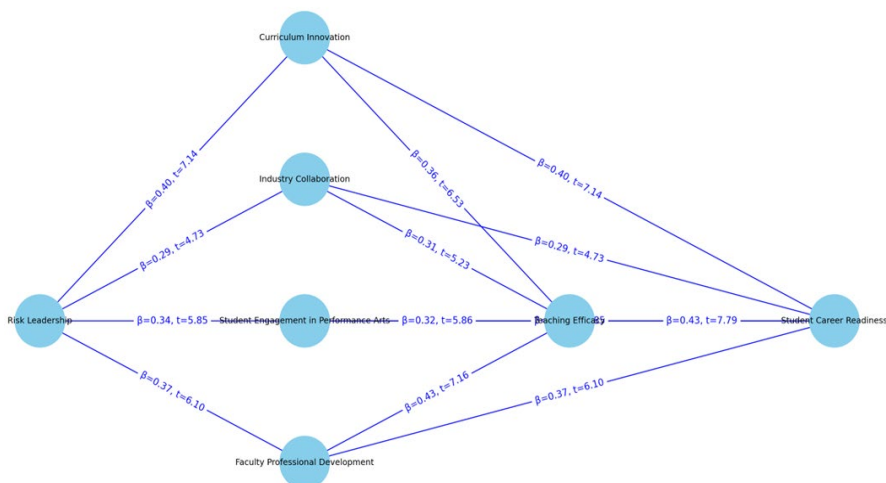 Curriculum Innovation
β=0.40, t=7.14
β=0.36, t=6.53
β=0.40, t=7.14
Industry Collaboration
β=0.29, t=4.73
β=0.31, t=5.23
β=0.29, t=4.73
Risk Leadership
β=0.34, t=5.85
Student Engagement in Performance Arts
β=0.32, t=5.86
Teaching Efficacy
β=0.43, t=7.79
Student Career Readiness
β=0.37, t=6.10
β=0.43, t=7.16
β=0.37, t=6.10
Faculty Professional Development